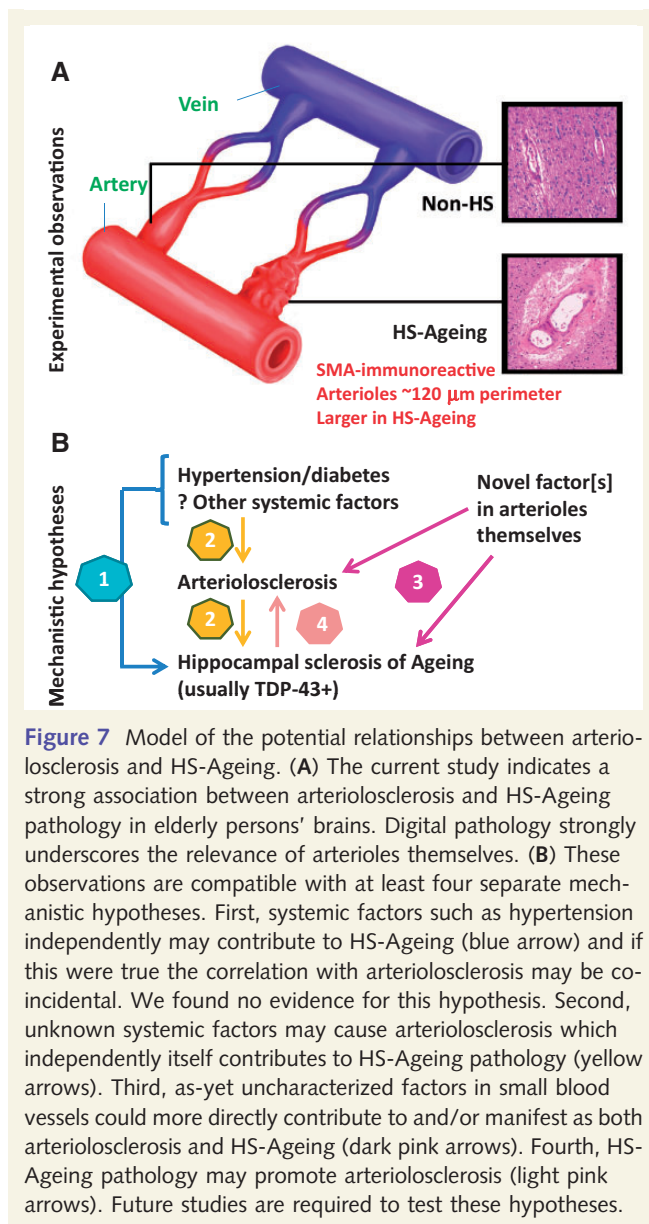 A
Experimental observations
Vein
Artery
Non-HS
HS-Ageing
SMA-immunoreactive
Arterioles ~120 μm perimeter
Larger in HS-Ageing
B
Mechanistic hypotheses
Hypertension/diabetes
? Other systemic factors
Novel factor[s]
in arterioles
themselves
1
2
Arteriolosclerosis
3
2
4
Hippocampal sclerosis of Ageing
(usually TDP-43+)
Figure 7 Model of the potential relationships between arterio-
losclerosis and HS-Ageing. (A) The current study indicates a
strong association between arteriolosclerosis and HS-Ageing
pathology in elderly persons' brains. Digital pathology strongly
underscores the relevance of arterioles themselves. (B) These
observations are compatible with at least four separate mech-
anistic hypotheses. First, systemic factors such as hypertension
independently may contribute to HS-Ageing (blue arrow) and if
this were true the correlation with arteriolosclerosis may be co-
incidental. We found no evidence for this hypothesis. Second,
unknown systemic factors may cause arteriolosclerosis which
independently itself contributes to HS-Ageing pathology (yellow
arrows). Third, as-yet uncharacterized factors in small blood
vessels could more directly contribute to and/or manifest as both
arteriolosclerosis and HS-Ageing (dark pink arrows). Fourth, HS-
Ageing pathology may promote arteriolosclerosis (light pink
arrows). Future studies are required to test these hypotheses.